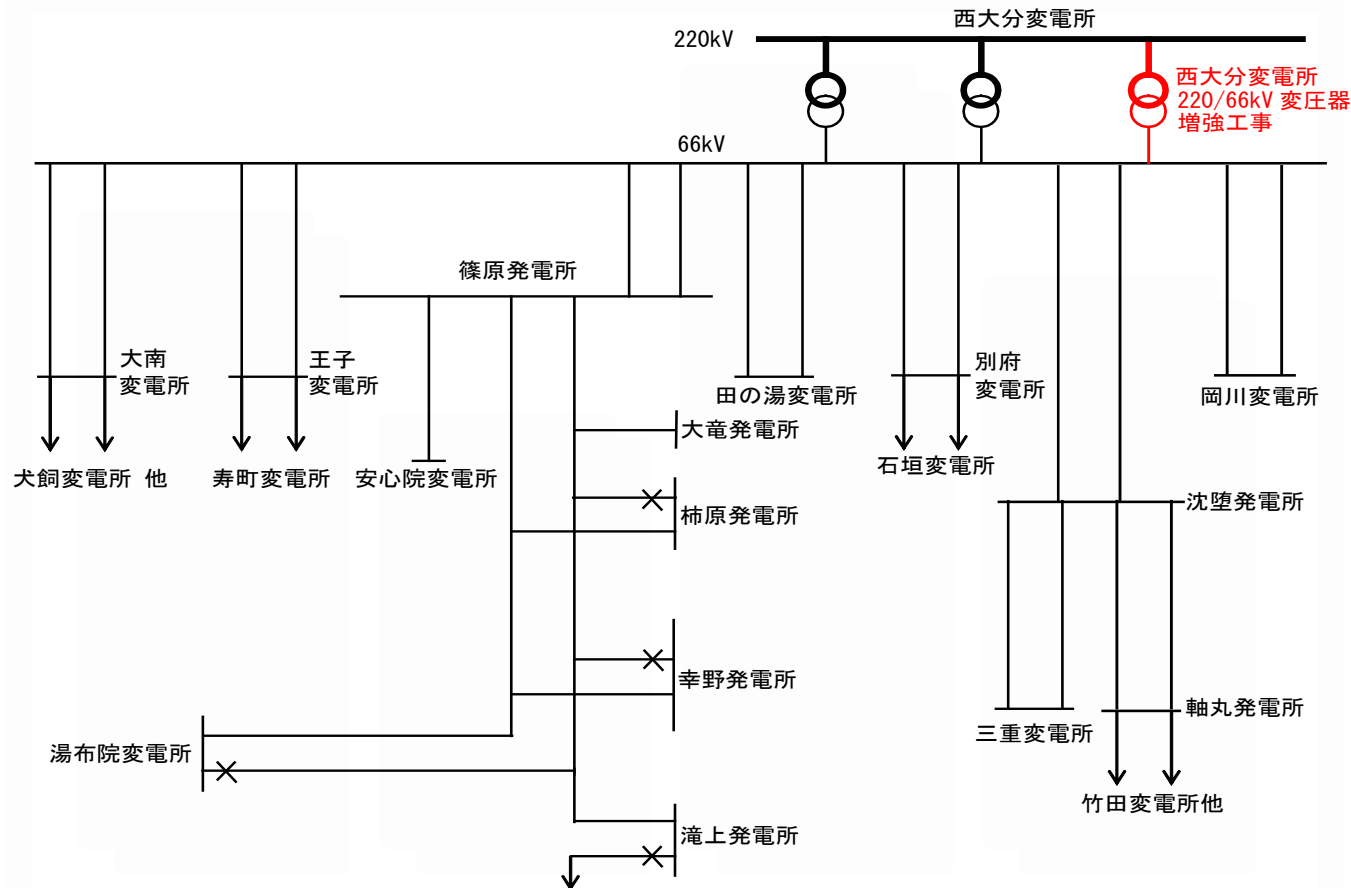 西大分変電所
220kV
西大分変電所
220/66kV 変圧器
増強工事
66kV
篠原発電所
大南
変電所
王子
変電所
別府
変電所
田の湯変電所
岡川変電所
大竜発電所
犬飼変電所 他
寿町変電所
安心院変電所
石垣変電所
沈堕発電所
柿原発電所
幸野発電所
軸丸発電所
三重変電所
湯布院変電所
竹田変電所他
滝上発電所